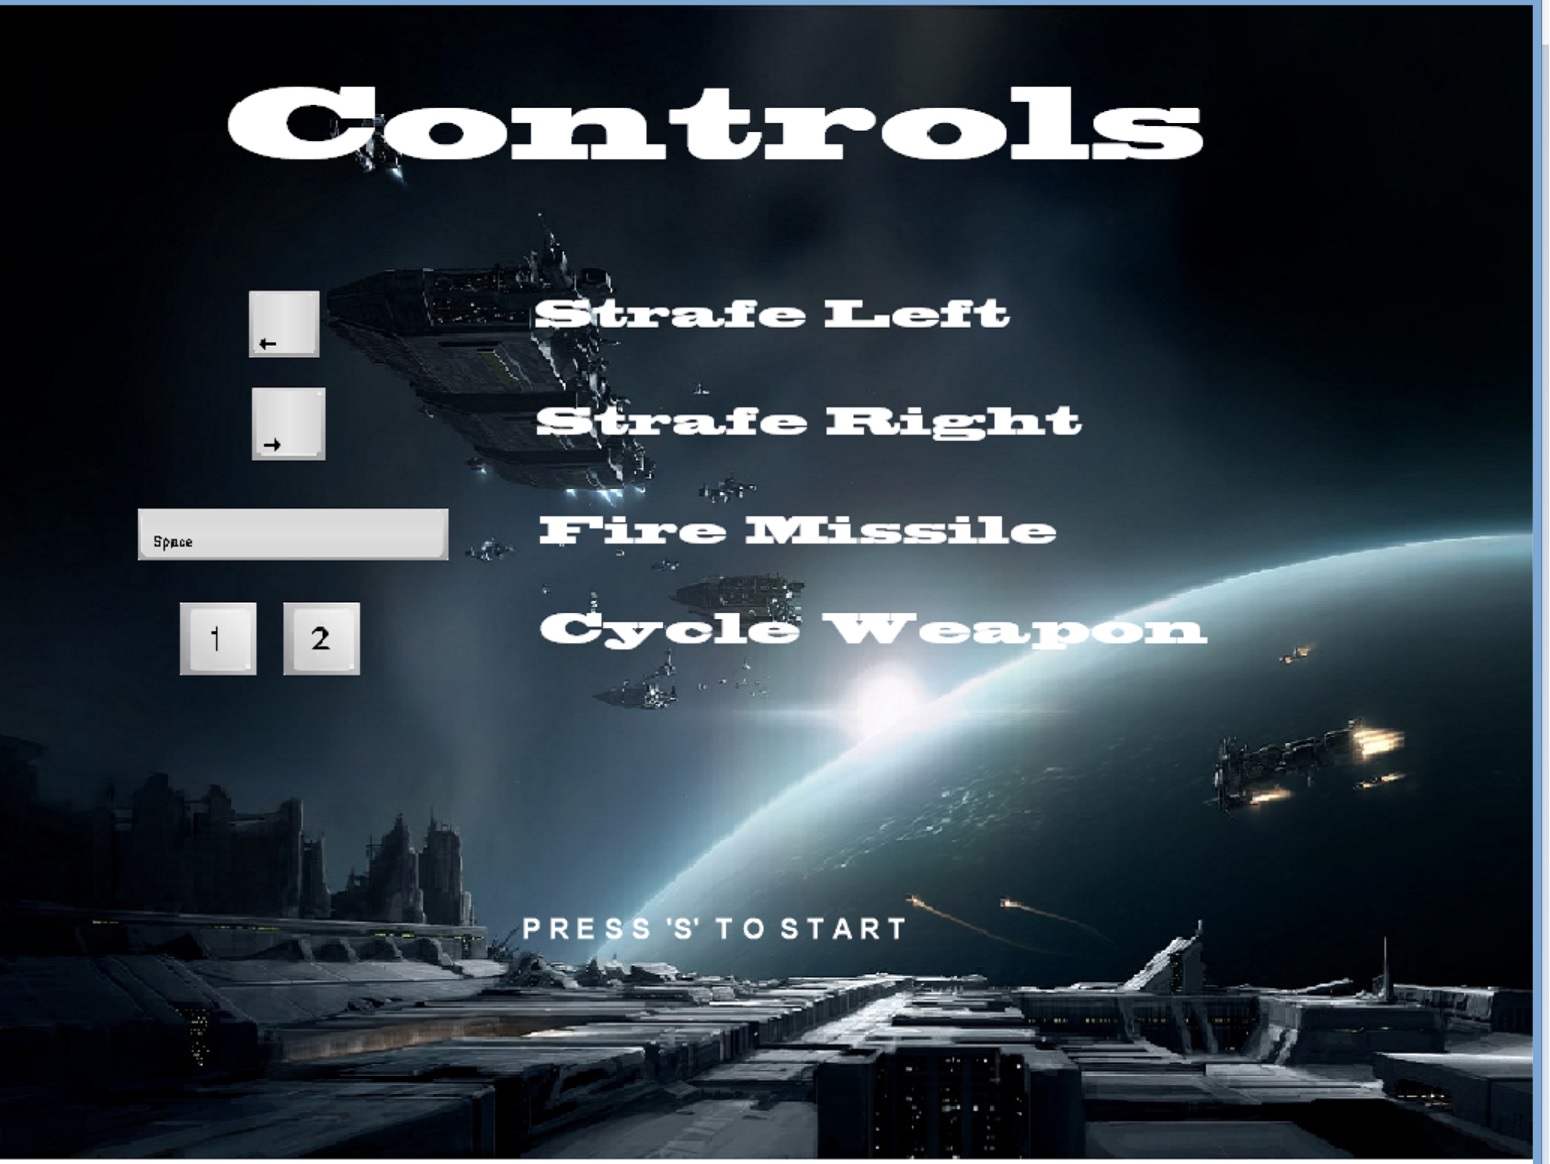 Controls
← Strafe Left
→ Strafe Right
Space Fire Missile
1 2 Cycle Weapon
PRESS 'S' TO START